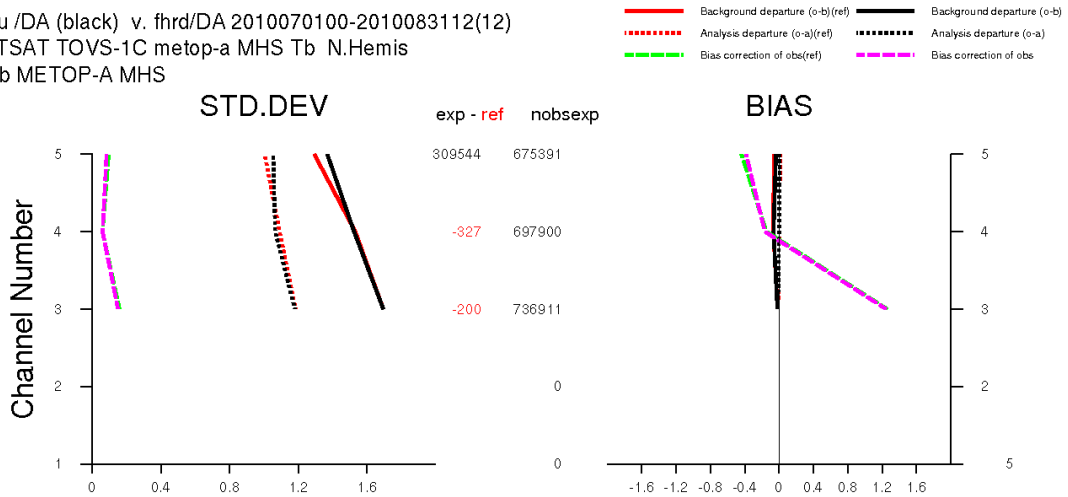 u /DA (black) v. fhrd/DA 2010070100-2010083112(12)
TSAT TOVS-1C metop-a MHS Tb N.Hemis
b METOP-A MHS
Background departure (o-b)(ref)
Background departure (o-b)
Analysis departure (o-a)(ref)
Analysis departure (o-a)
Bias correction of obs(ref)
Bias correction of obs
STD.DEV
exp - ref
nobsexp
BIAS
Channel Number
5 309544 675391 5
4 -327 697900 4
3 -200 736911 3
2 0 2
1 0 5
0 0.4 0.8 1.2 1.6
-1.6 -1.2 -0.8 -0.4 0 0.4 0.8 1.2 1.6